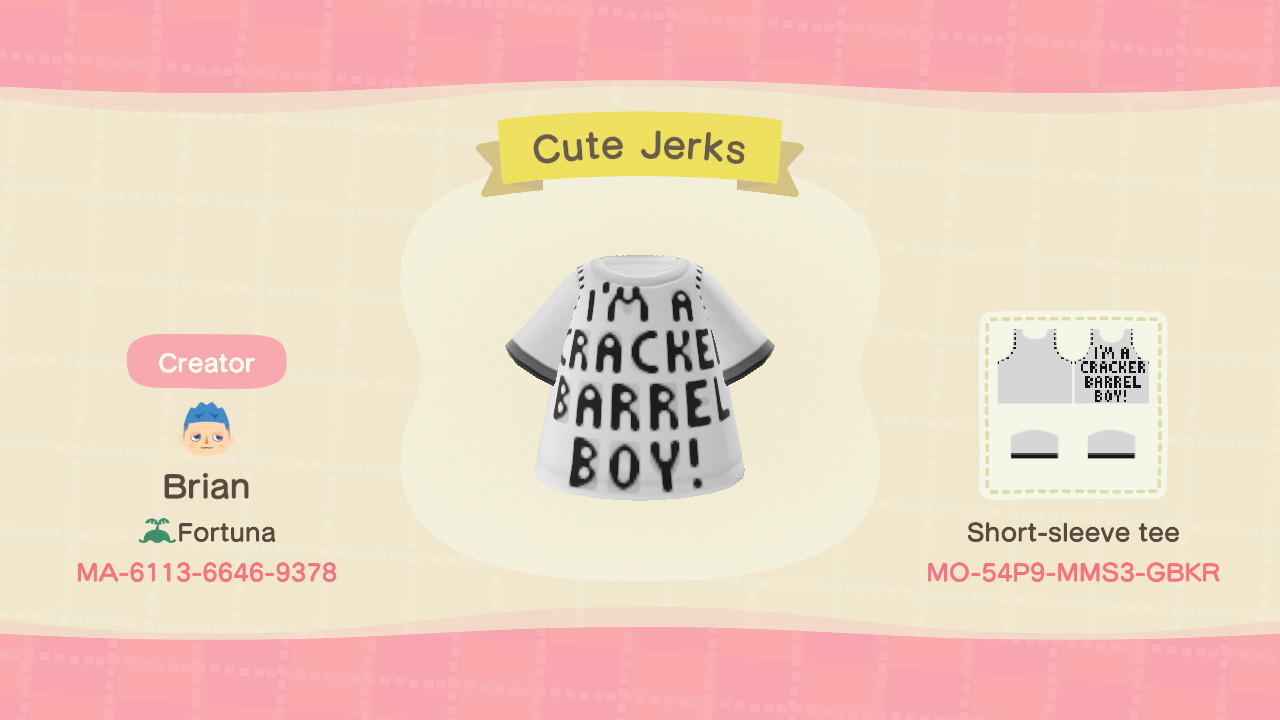 Cute Jerks
Creator
Brian
Fortuna
MA-6113-6646-9378
I'M A
CRACKER
BARREL
BOY!
I'M A
CRACKER
BARREL
BOY!
Short-sleeve tee
MO-54P9-MMS3-GBKR